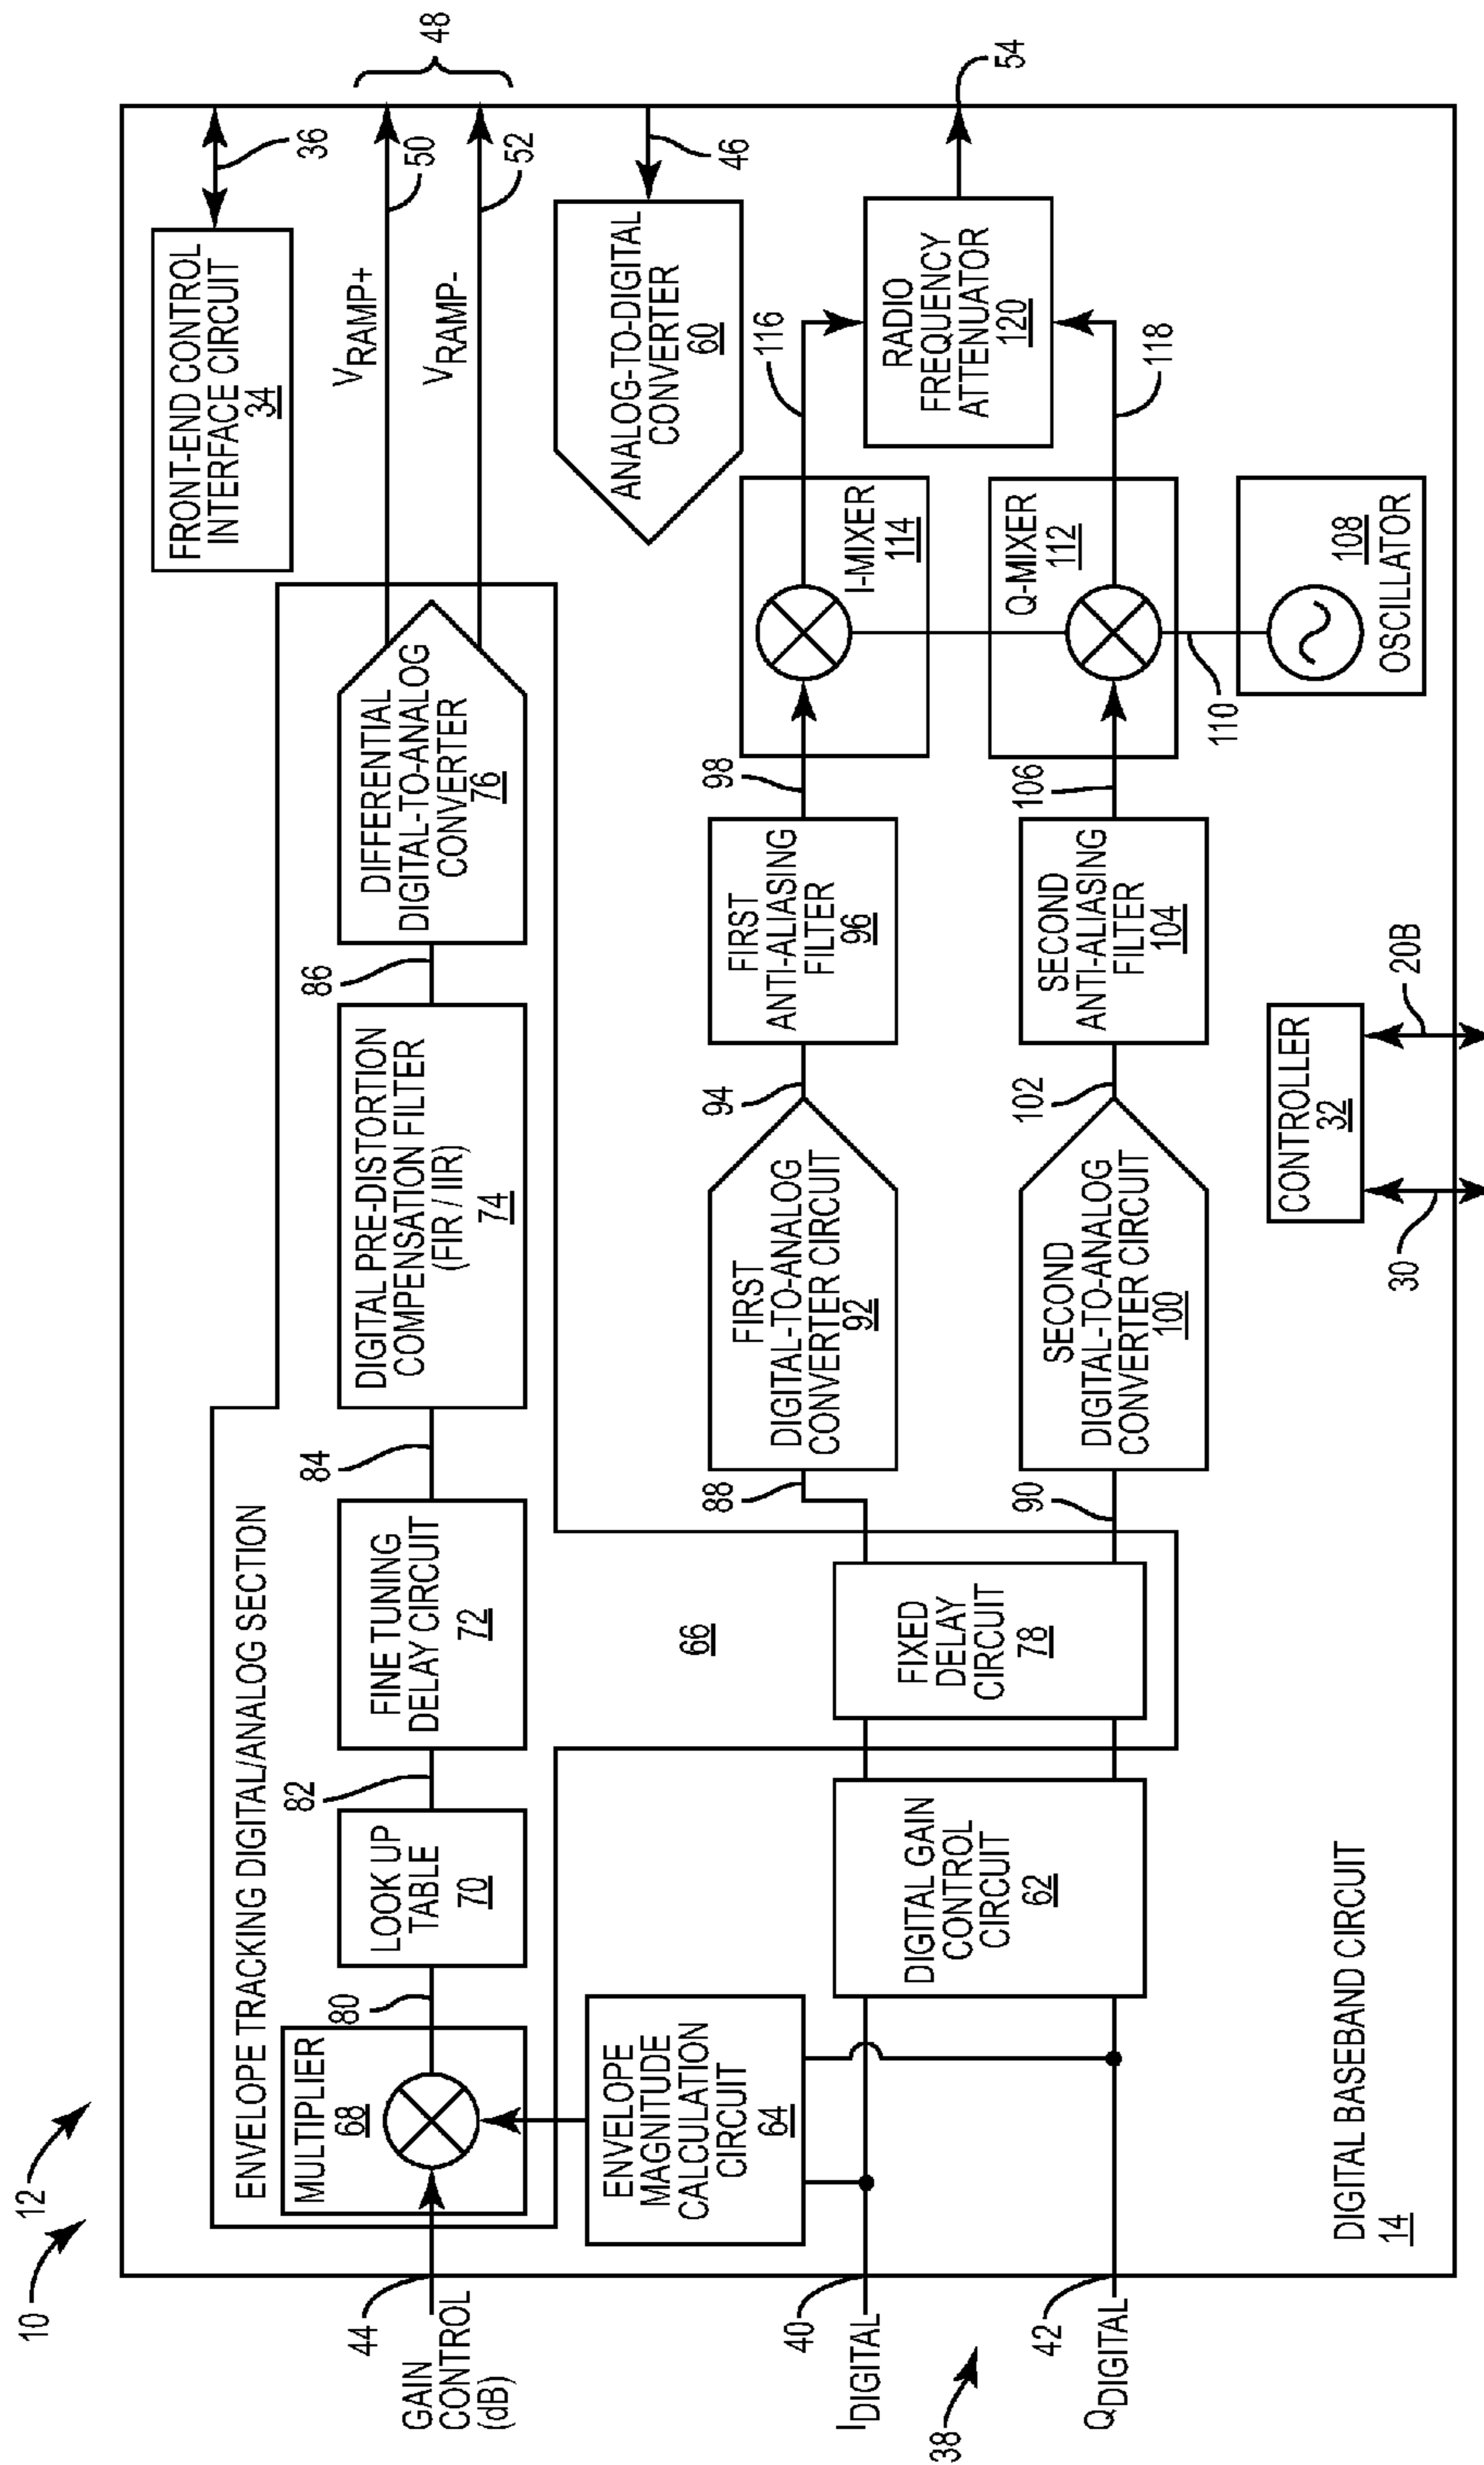 10
12
FRONT-END CONTROL
INTERFACE CIRCUIT
34
36
ENVELOPE TRACKING DIGITAL/ANALOG SECTION
44
GAIN
CONTROL
(dB)
MULTIPLIER
68
80
LOOK UP
TABLE
70
82
FINE TUNING
DELAY CIRCUIT
72
84
DIGITAL PRE-DISTORTION
COMPENSATION FILTER
(FIR / IIR)
74
86
DIFFERENTIAL
DIGITAL-TO-ANALOG
CONVERTER
76
VRAMP+
50
VRAMP-
52
48
66
ANALOG-TO-DIGITAL
CONVERTER
60
46
ENVELOPE
MAGNITUDE
CALCULATION
CIRCUIT
64
40
IDIGITAL
38
42
QDIGITAL
DIGITAL GAIN
CONTROL
CIRCUIT
62
FIXED
DELAY
CIRCUIT
78
88
FIRST
DIGITAL-TO-ANALOG
CONVERTER CIRCUIT
92
94
FIRST
ANTI-ALIASING
FILTER
96
98
I-MIXER
114
116
RADIO
FREQUENCY
ATTENUATOR
120
54
90
SECOND
DIGITAL-TO-ANALOG
CONVERTER CIRCUIT
100
102
SECOND
ANTI-ALIASING
FILTER
104
106
Q-MIXER
112
118
110
108
OSCILLATOR
CONTROLLER
32
30
20B
DIGITAL BASEBAND CIRCUIT
14